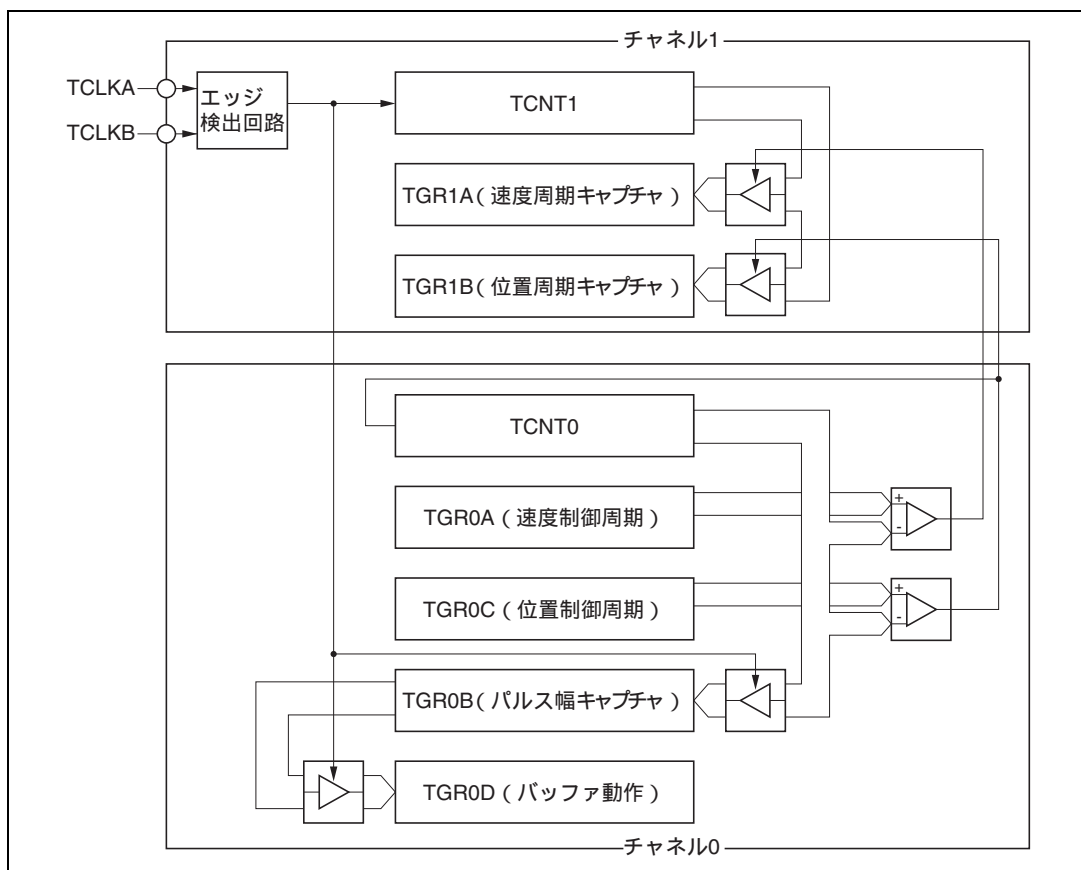 チャネル1
TCLKA
TCLKB
エッジ
検出回路
TCNT1
TGR1A(速度周期キャプチャ)
TGR1B(位置周期キャプチャ)
TCNT0
TGR0A(速度制御周期)
+
-
TGR0C(位置制御周期)
+
-
TGR0B(パルス幅キャプチャ)
TGR0D(バッファ動作)
チャネル0